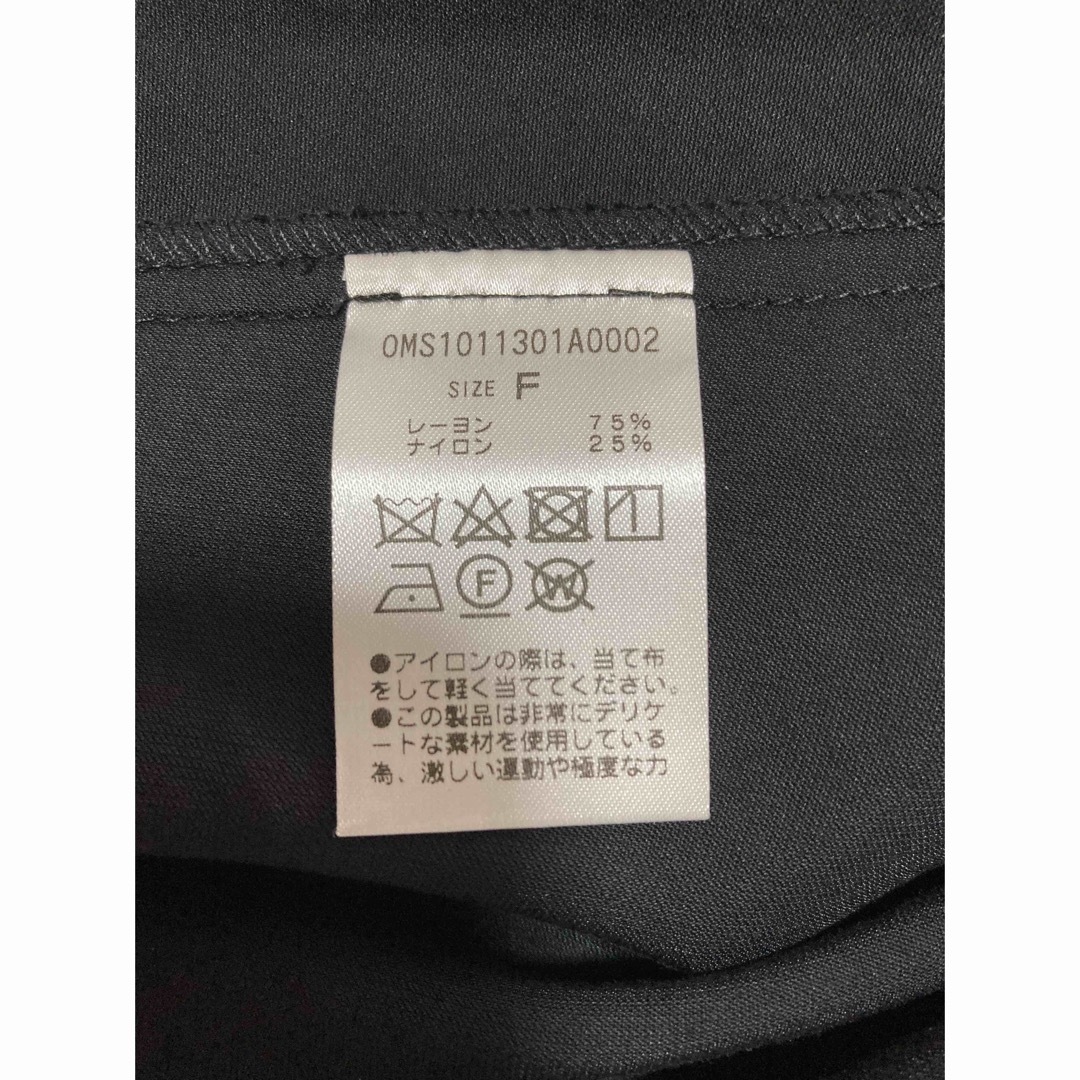 0MS1011301A0002
SIZE F
レーヨン 75%
ナイロン 25%
F W
●アイロンの際は、当て布
をして軽く当ててください。
●この製品は非常にデリケ
ートな素材を使用している
為、激しい運動や極度な力